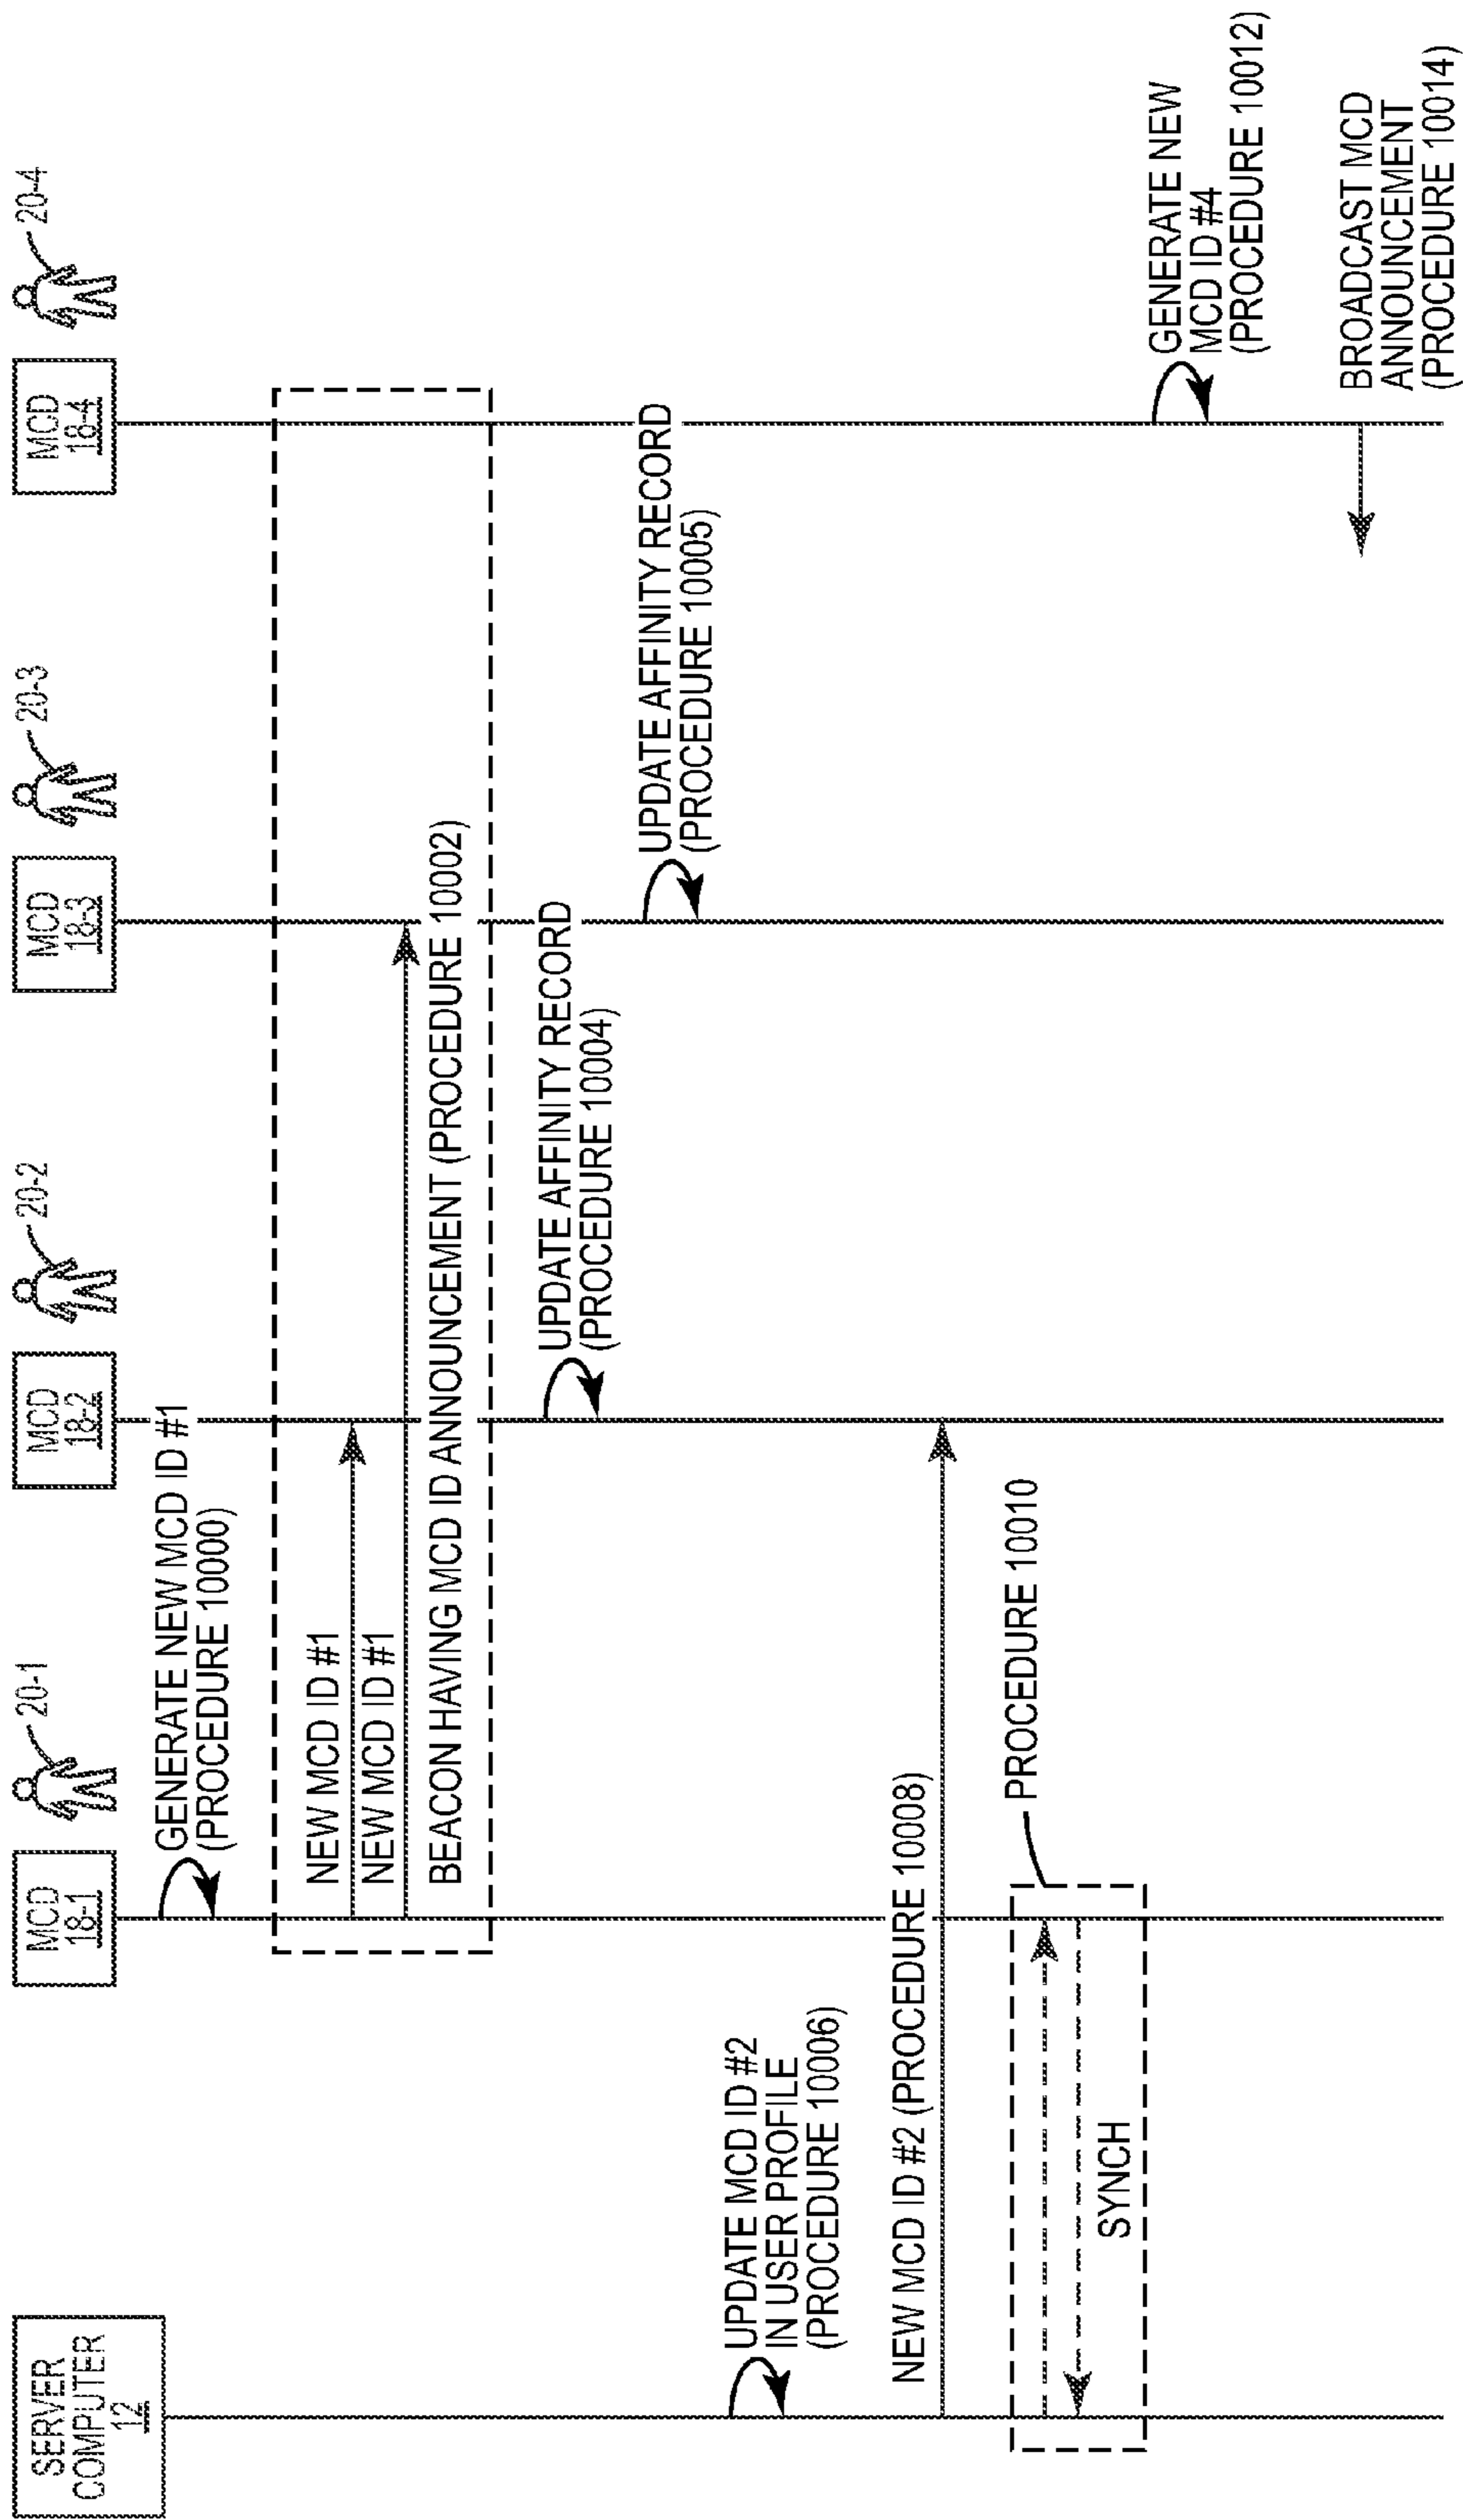 SERVER
COMPUTER
12
MCD
18-1
20-1
MCD
18-2
20-2
MCD
18-3
20-3
MCD
18-4
20-4
GENERATE NEW MCD ID #1
(PROCEDURE 10000)
NEW MCD ID #1
NEW MCD ID #1
BEACON HAVING MCD ID ANNOUNCEMENT (PROCEDURE 10002)
UPDATE AFFINITY RECORD
(PROCEDURE 10004)
UPDATE AFFINITY RECORD
(PROCEDURE 10005)
UPDATE MCD ID #2
IN USER PROFILE
(PROCEDURE 10006)
NEW MCD ID #2 (PROCEDURE 10008)
PROCEDURE 10010
SYNCH
GENERATE NEW
MCD ID #4
(PROCEDURE 10012)
BROADCAST MCD
ANNOUNCEMENT
(PROCEDURE 10014)